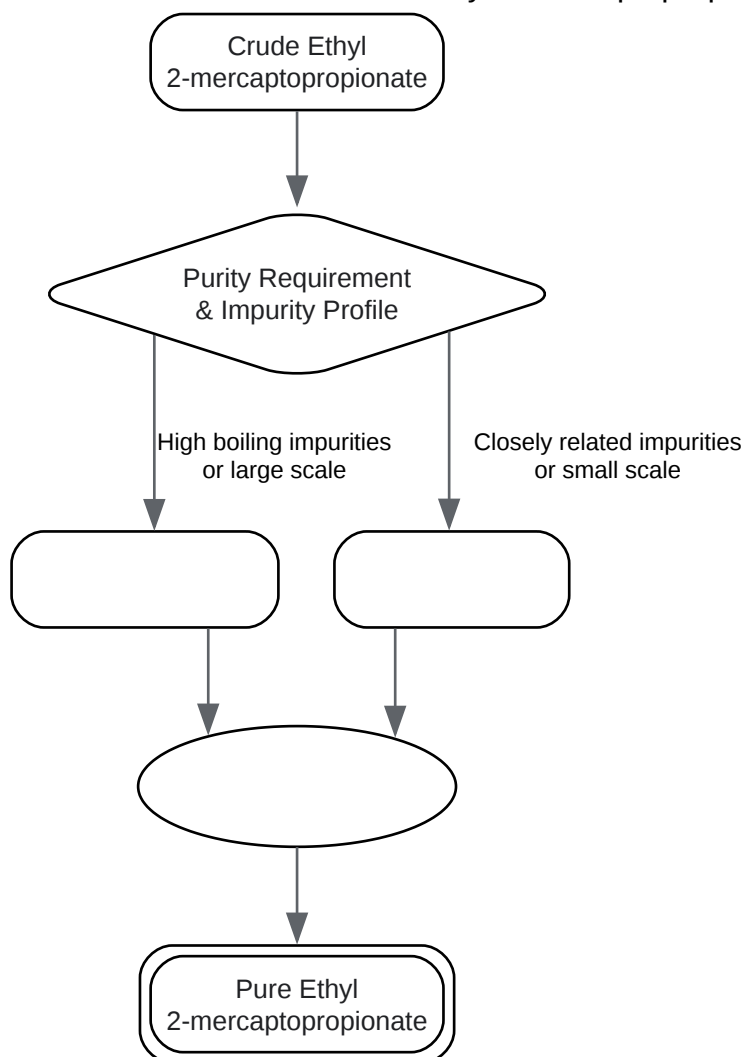 Crude Ethyl
2-mercaptopropionate
Purity Requirement
& Impurity Profile
High boiling impurities
or large scale
Closely related impurities
or small scale
Pure Ethyl
2-mercaptopropionate